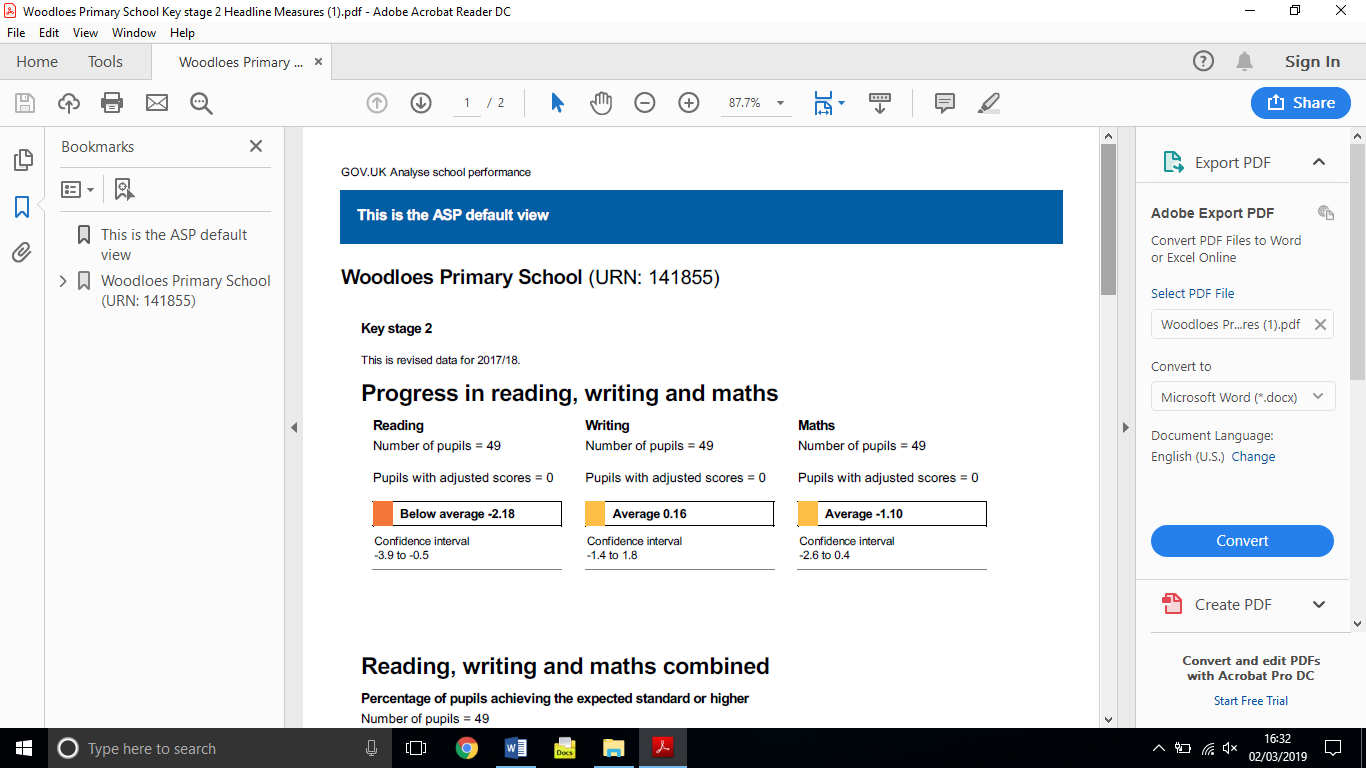 Woodloes Primary School Key stage 2 Headline Measures (1).pdf - Adobe Acrobat Reader DC
File Edit View Window Help
Home Tools Woodloes Primary ... × Sign In
1 / 2 87.7% Share
Bookmarks
This is the ASP default
view
Woodloes Primary School
(URN: 141855)
GOV.UK Analyse school performance
This is the ASP default view
Woodloes Primary School (URN: 141855)
Key stage 2
This is revised data for 2017/18.
Progress in reading, writing and maths
Reading Writing Maths
Number of pupils = 49 Number of pupils = 49 Number of pupils = 49
Pupils with adjusted scores = 0 Pupils with adjusted scores = 0 Pupils with adjusted scores = 0
Below average -2.18 Average 0.16 Average -1.10
Confidence interval Confidence interval Confidence interval
-3.9 to -0.5 -1.4 to 1.8 -2.6 to 0.4
Reading, writing and maths combined
Percentage of pupils achieving the expected standard or higher
Number of pupils = 49
Export PDF
Adobe Export PDF
Convert PDF Files to Word
or Excel Online
Select PDF File
Woodloes Pr...res (1).pdf
Convert to
Microsoft Word (*.docx)
Document Language:
English (U.S.) Change
Convert
Create PDF
Convert and edit PDFs
with Acrobat Pro DC
Start Free Trial
Type here to search
Docs
16:32
02/03/2019